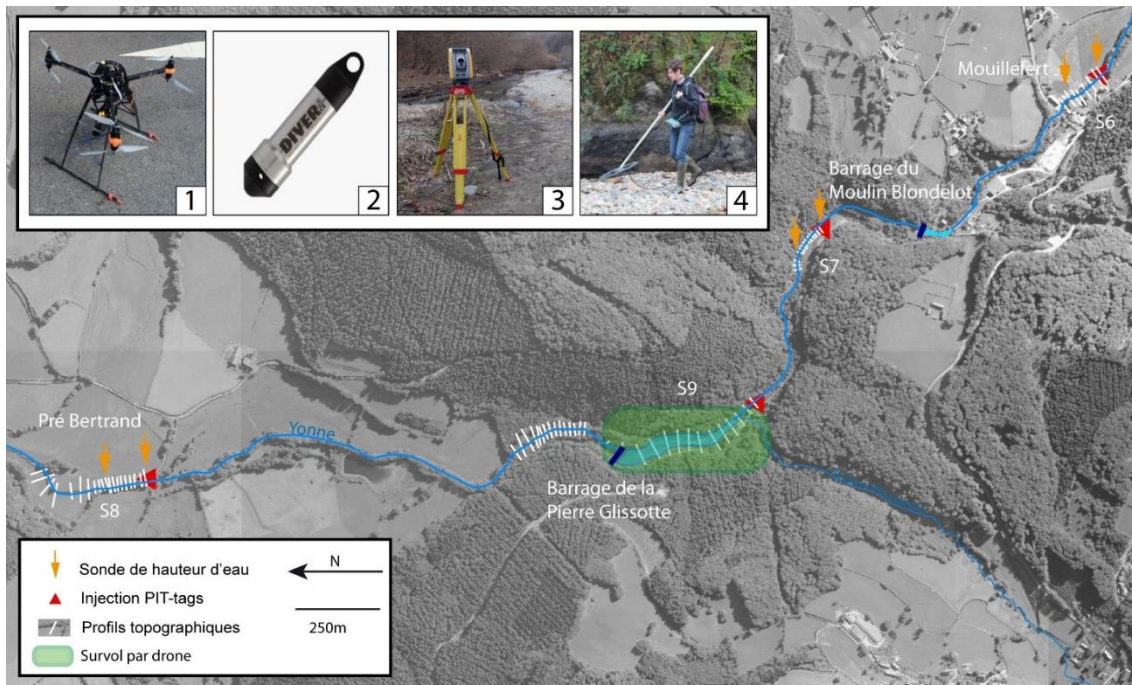 1
2
3
4
DIVER
Mouillefert
S6
Barrage du
Moulin Blondelot
S7
S9
Pré Bertrand
Yonne
S8
Barrage de la
Pierre Glissotte
Sonde de hauteur d'eau
N
Injection PIT-tags
Profils topographiques
250m
Survol par drone